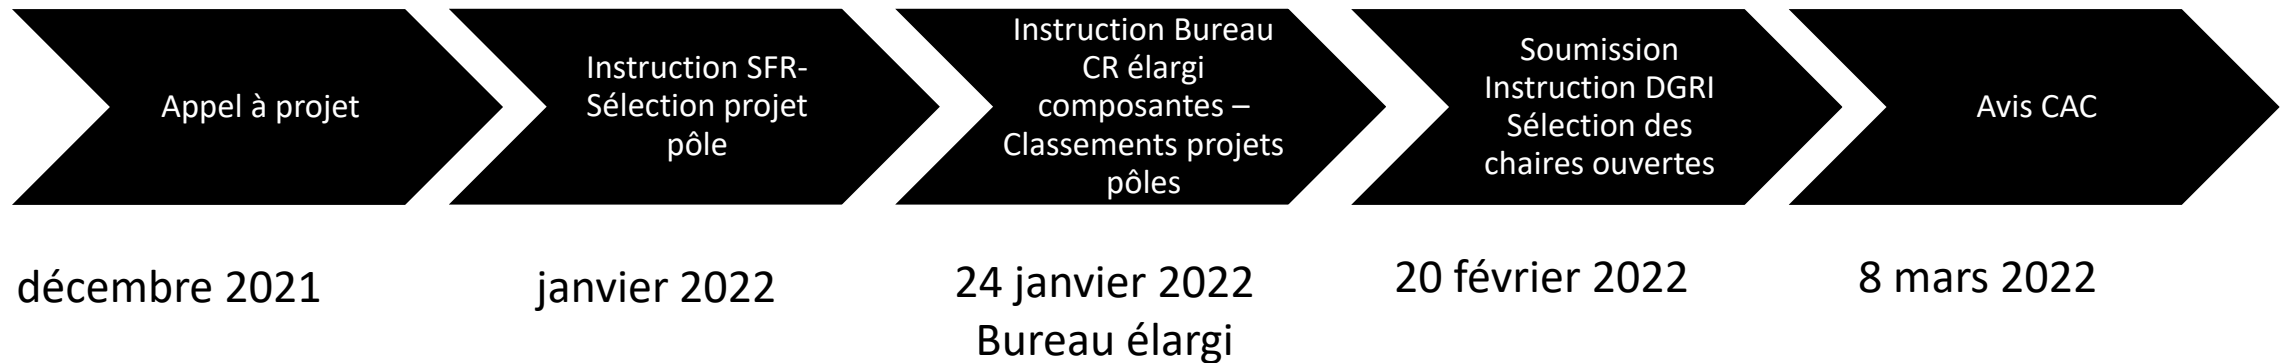 Appel à projet
Instruction SFR-
Sélection projet
pôle
Instruction Bureau
CR élargi
composantes –
Classements projets
pôles
Soumission
Instruction DGRI
Sélection des
chaires ouvertes
Avis CAC
décembre 2021
janvier 2022
24 janvier 2022
Bureau élargi
20 février 2022
8 mars 2022